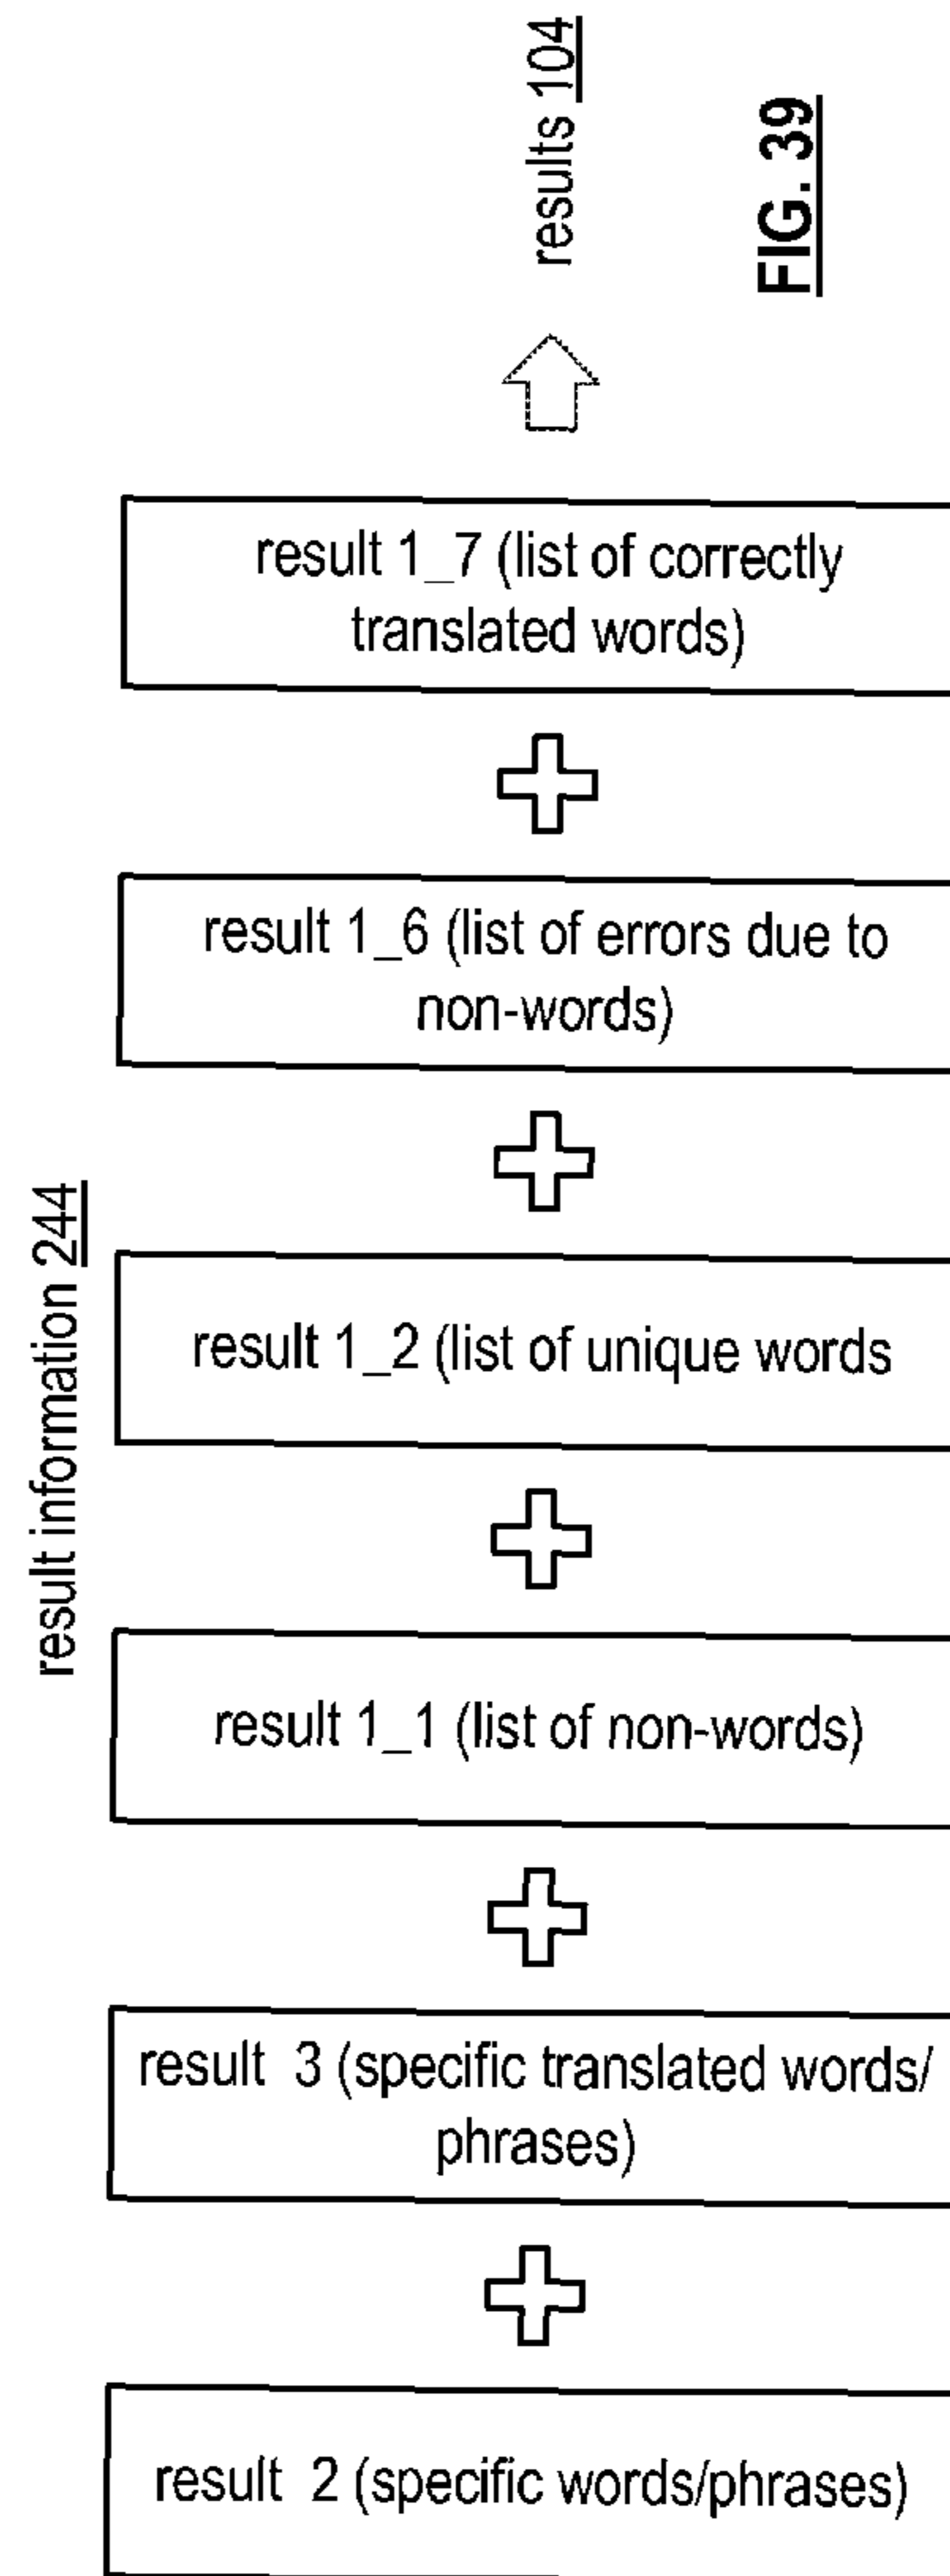 results 104
FIG. 39
result 1_7 (list of correctly
translated words)
result 1_6 (list of errors due to
non-words)
result information 244
result 1_2 (list of unique words
result 1_1 (list of non-words)
result 3 (specific translated words/
phrases)
result 2 (specific words/phrases)